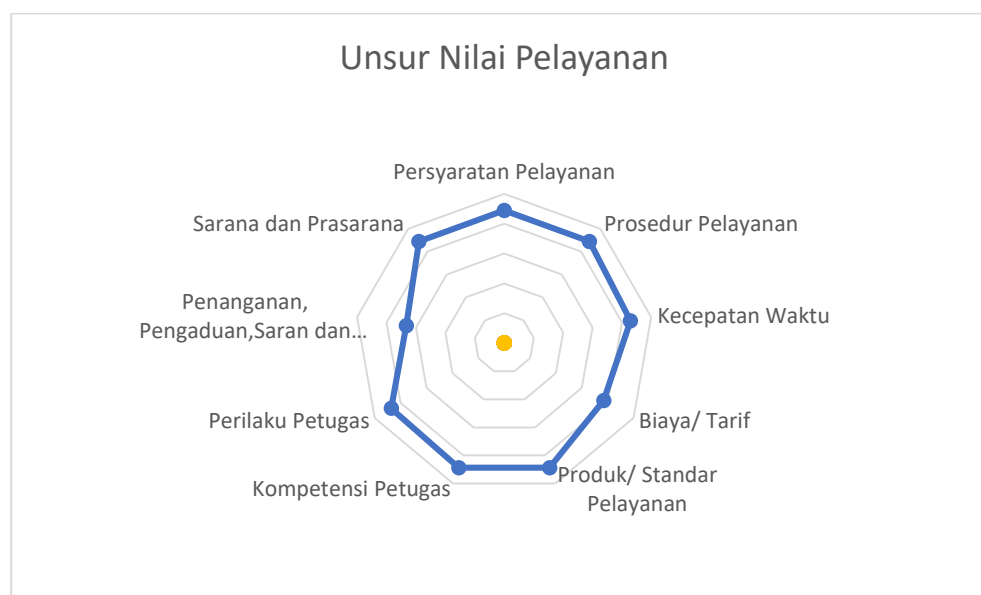 Unsur Nilai Pelayanan
Persyaratan Pelayanan
Prosedur Pelayanan
Kecepatan Waktu
Biaya/ Tarif
Produk/ Standar
Pelayanan
Kompetensi Petugas
Perilaku Petugas
Penanganan,
Pengaduan,Saran dan...
Sarana dan Prasarana